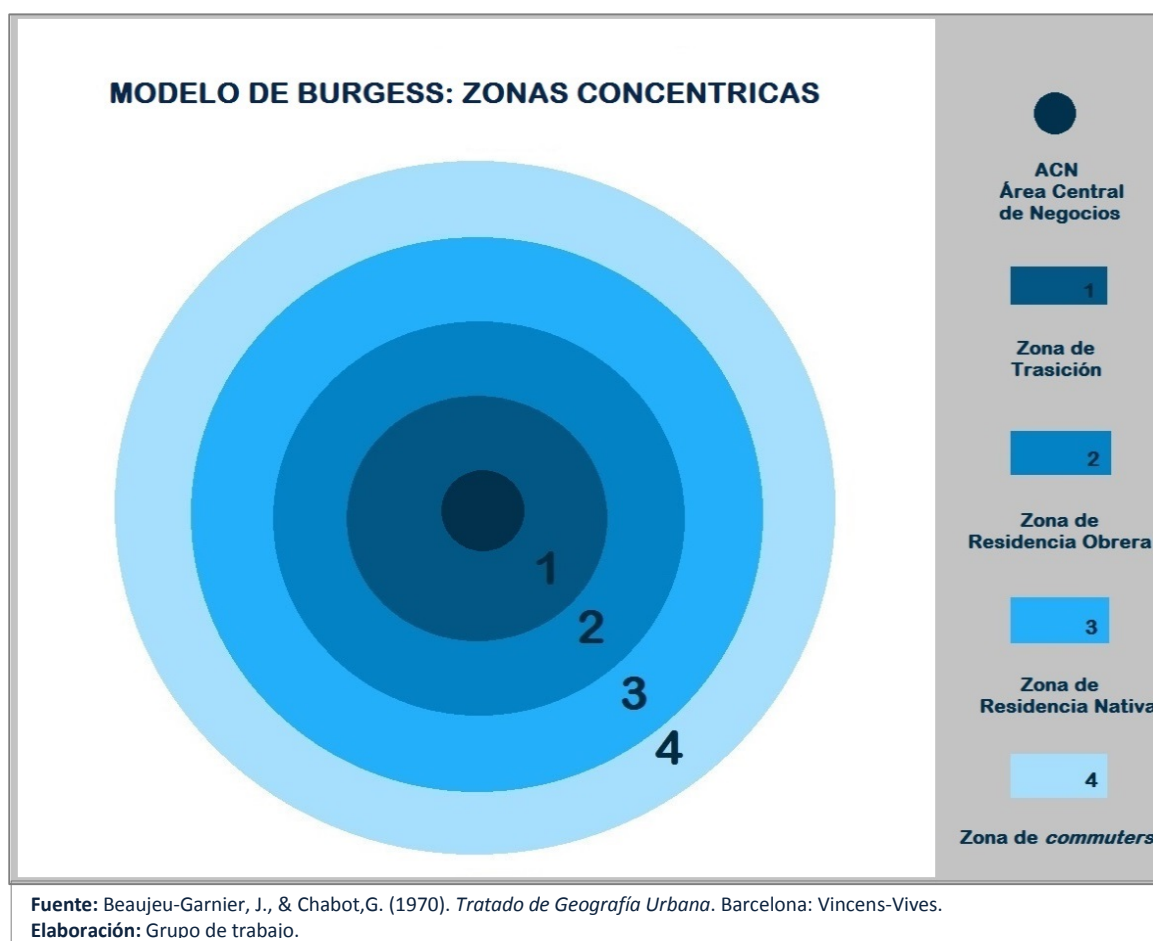 MODELO DE BURGESS: ZONAS CONCENTRICAS
1
2
3
4
ACN
Área Central
de Negocios
1
Zona de
Trasición
2
Zona de
Residencia Obrera
3
Zona de
Residencia Nativa
4
Zona de commuters
Fuente: Beaujeu-Garnier, J., & Chabot,G. (1970). Tratado de Geografía Urbana. Barcelona: Vincens-Vives.
Elaboración: Grupo de trabajo.